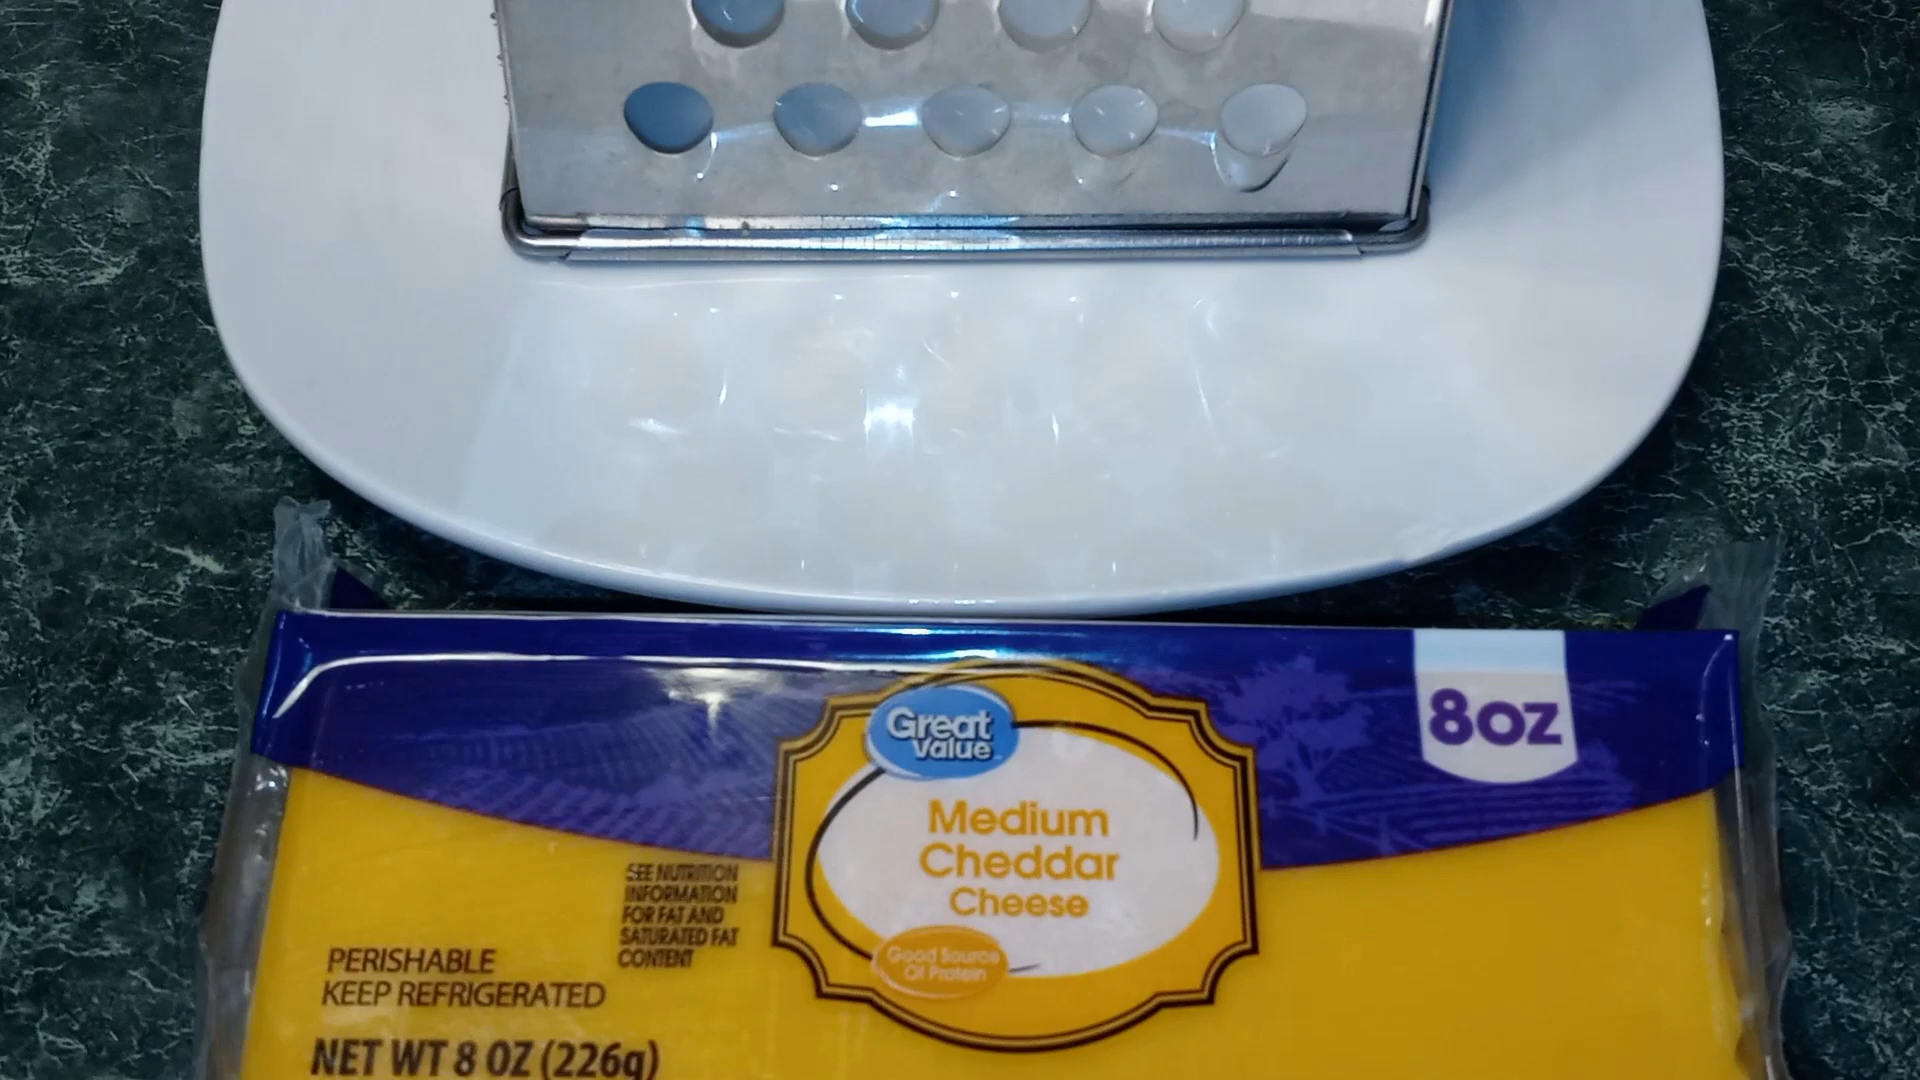 Great
Value
8oz
Medium
Cheddar
Cheese
Good Source
Of Protein
SEE NUTRITION
INFORMATION
FOR FAT AND
SATURATED FAT
CONTENT
PERISHABLE
KEEP REFRIGERATED
NET WT 8 OZ (226g)